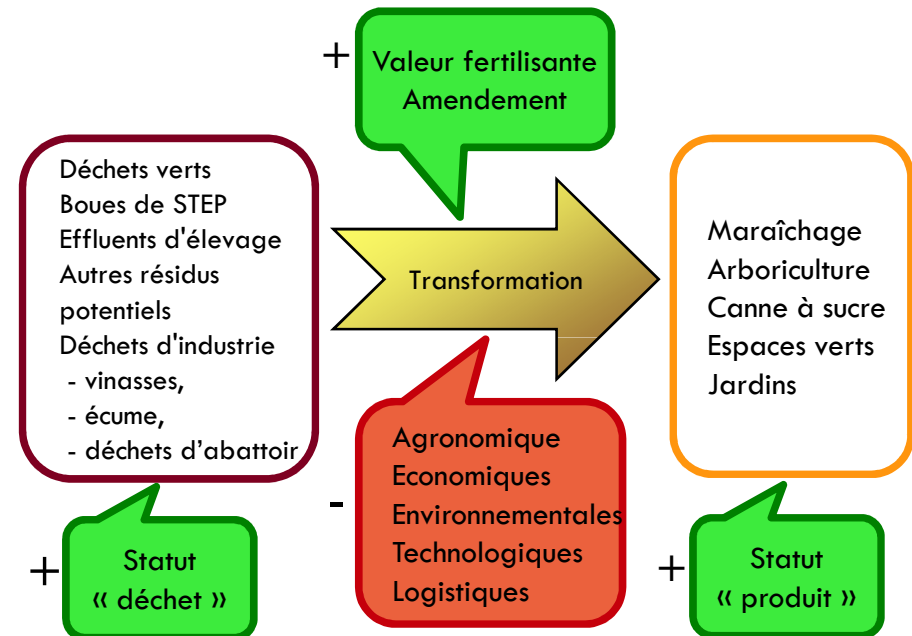 +
Valeur fertilisante
Amendement
Déchets verts
Boues de STEP
Effluents d'élevage
Autres résidus
potentiels
Déchets d'industrie
- vinasses,
- écume,
- déchets d’abattoir
Transformation
Maraîchage
Arboriculture
Canne à sucre
Espaces verts
Jardins
-
Agronomique
Economiques
Environnementales
Technologiques
Logistiques
+
Statut
« déchet »
+
Statut
« produit »